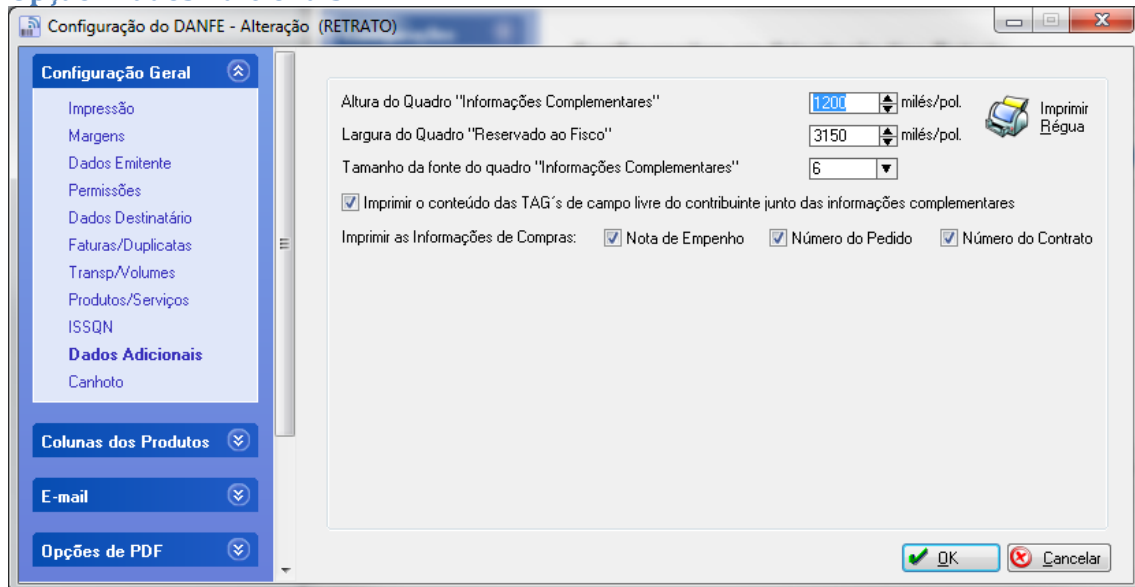 Configuração do DANFE - Alteração (RETRATO)
Configuração Geral
Impressão
Margens
Dados Emitente
Permissões
Dados Destinatário
Faturas/Duplicatas
Transp/Volumes
Produtos/Serviços
ISSQN
Dados Adicionais
Canhoto
Colunas dos Produtos
E-mail
Opções de PDF
Altura do Quadro "Informações Complementares" 1200 milés/pol.
Largura do Quadro "Reservado ao Fisco" 3150 milés/pol.
Imprimir
Régua
Tamanho da fonte do quadro "Informações Complementares" 6
Imprimir o conteúdo das TAG´s de campo livre do contribuinte junto das informações complementares
Imprimir as Informações de Compras: Nota de Empenho Número do Pedido Número do Contrato
OK Cancelar